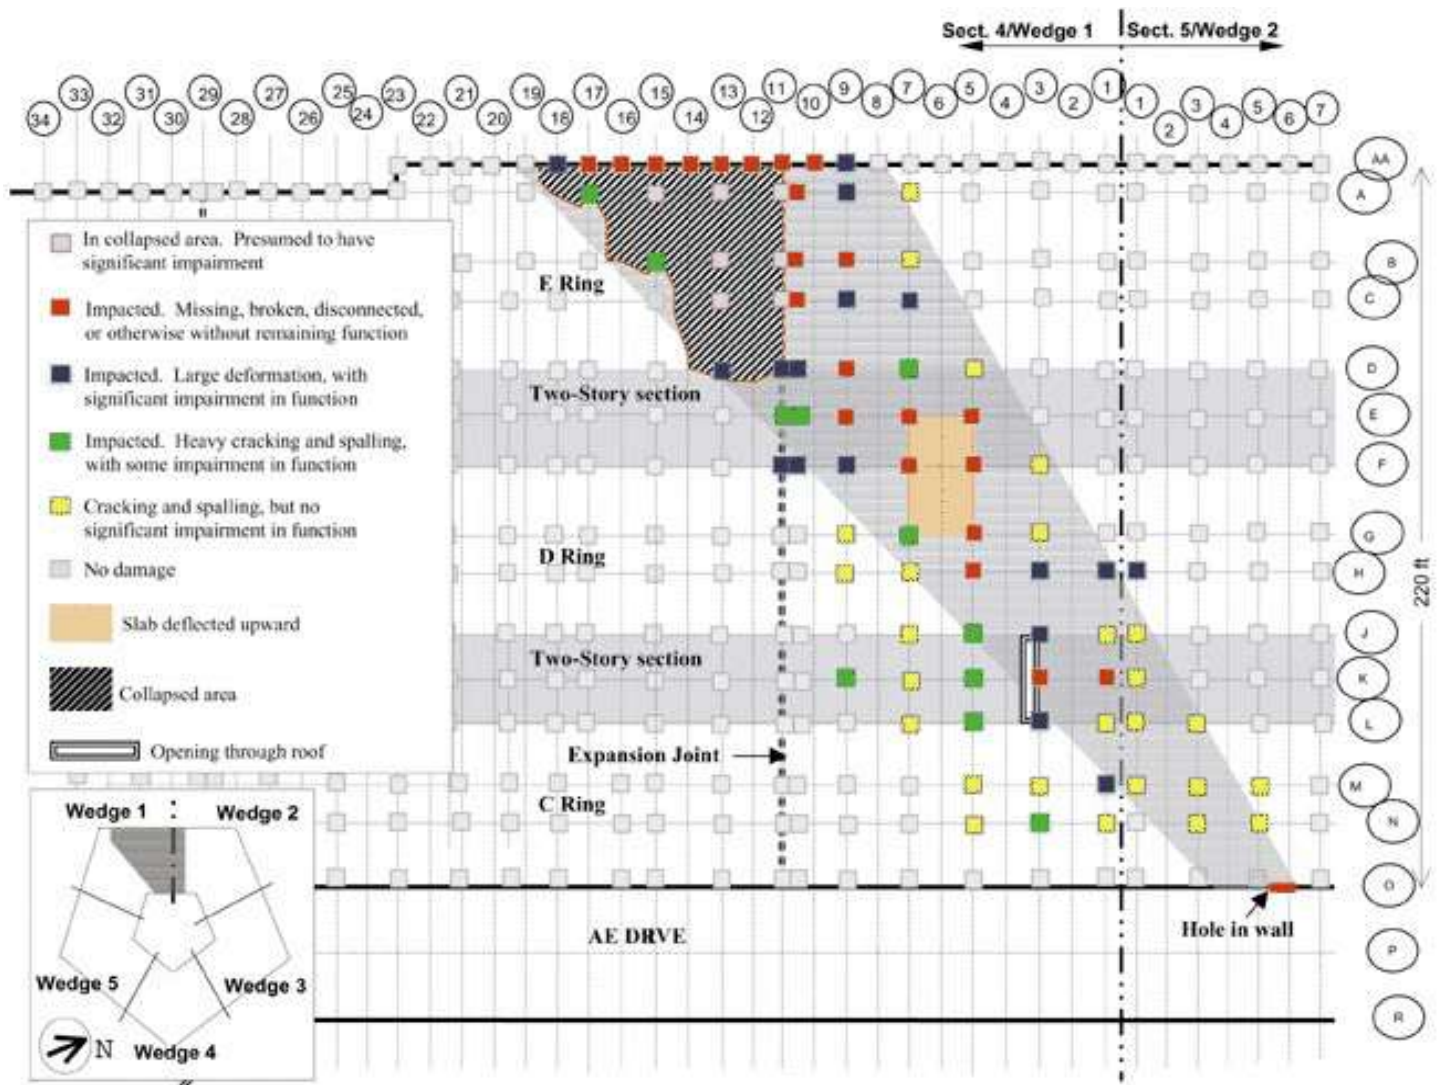 Sect. 4/Wedge 1 Sect. 5/Wedge 2
33 31 29 27 25 23 21 19 17 15 13 11 9 7 5 3 1 1 3 5 7
34 32 30 28 26 24 22 20 18 16 14 12 10 8 6 4 2 2 4 6
AA
A
In collapsed area. Presumed to have
significant impairment
B
E Ring
C
Impacted. Missing, broken, disconnected,
or otherwise without remaining function
Impacted. Large deformation, with
significant impairment in function
D
Two-Story section
E
Impacted. Heavy cracking and spalling,
with some impairment in function
F
Cracking and spalling, but no
significant impairment in function
G
D Ring
H
No damage
220 ft
Slab deflected upward
J
Two-Story section
K
Collapsed area
L
Opening through roof
Expansion Joint
M
C Ring
N
Wedge 1 Wedge 2
O
Hole in wall
AE DRVE
P
Wedge 5 Wedge 3
R
N Wedge 4